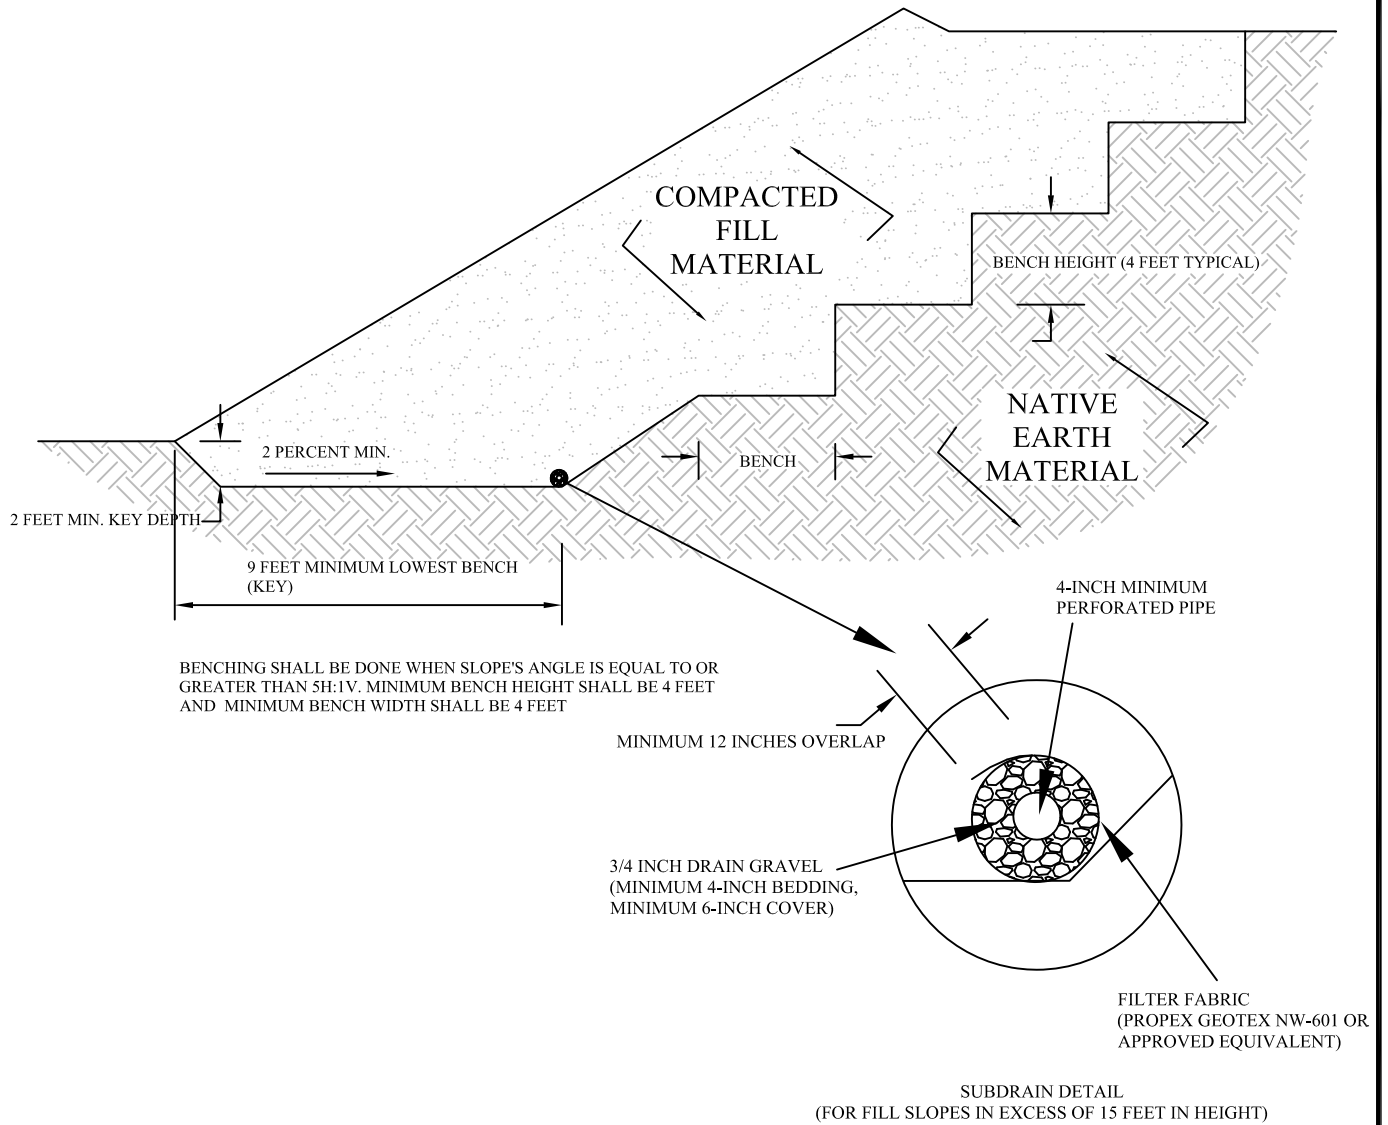 COMPACTED
FILL
MATERIAL
BENCH HEIGHT (4 FEET TYPICAL)
NATIVE
EARTH
MATERIAL
2 PERCENT MIN.
BENCH
2 FEET MIN. KEY DEPTH
9 FEET MINIMUM LOWEST BENCH
(KEY)
4-INCH MINIMUM
PERFORATED PIPE
BENCHING SHALL BE DONE WHEN SLOPE'S ANGLE IS EQUAL TO OR
GREATER THAN 5H:1V. MINIMUM BENCH HEIGHT SHALL BE 4 FEET
AND MINIMUM BENCH WIDTH SHALL BE 4 FEET
MINIMUM 12 INCHES OVERLAP
3/4 INCH DRAIN GRAVEL
(MINIMUM 4-INCH BEDDING,
MINIMUM 6-INCH COVER)
FILTER FABRIC
(PROPEX GEOTEX NW-601 OR
APPROVED EQUIVALENT)
SUBDRAIN DETAIL
(FOR FILL SLOPES IN EXCESS OF 15 FEET IN HEIGHT)